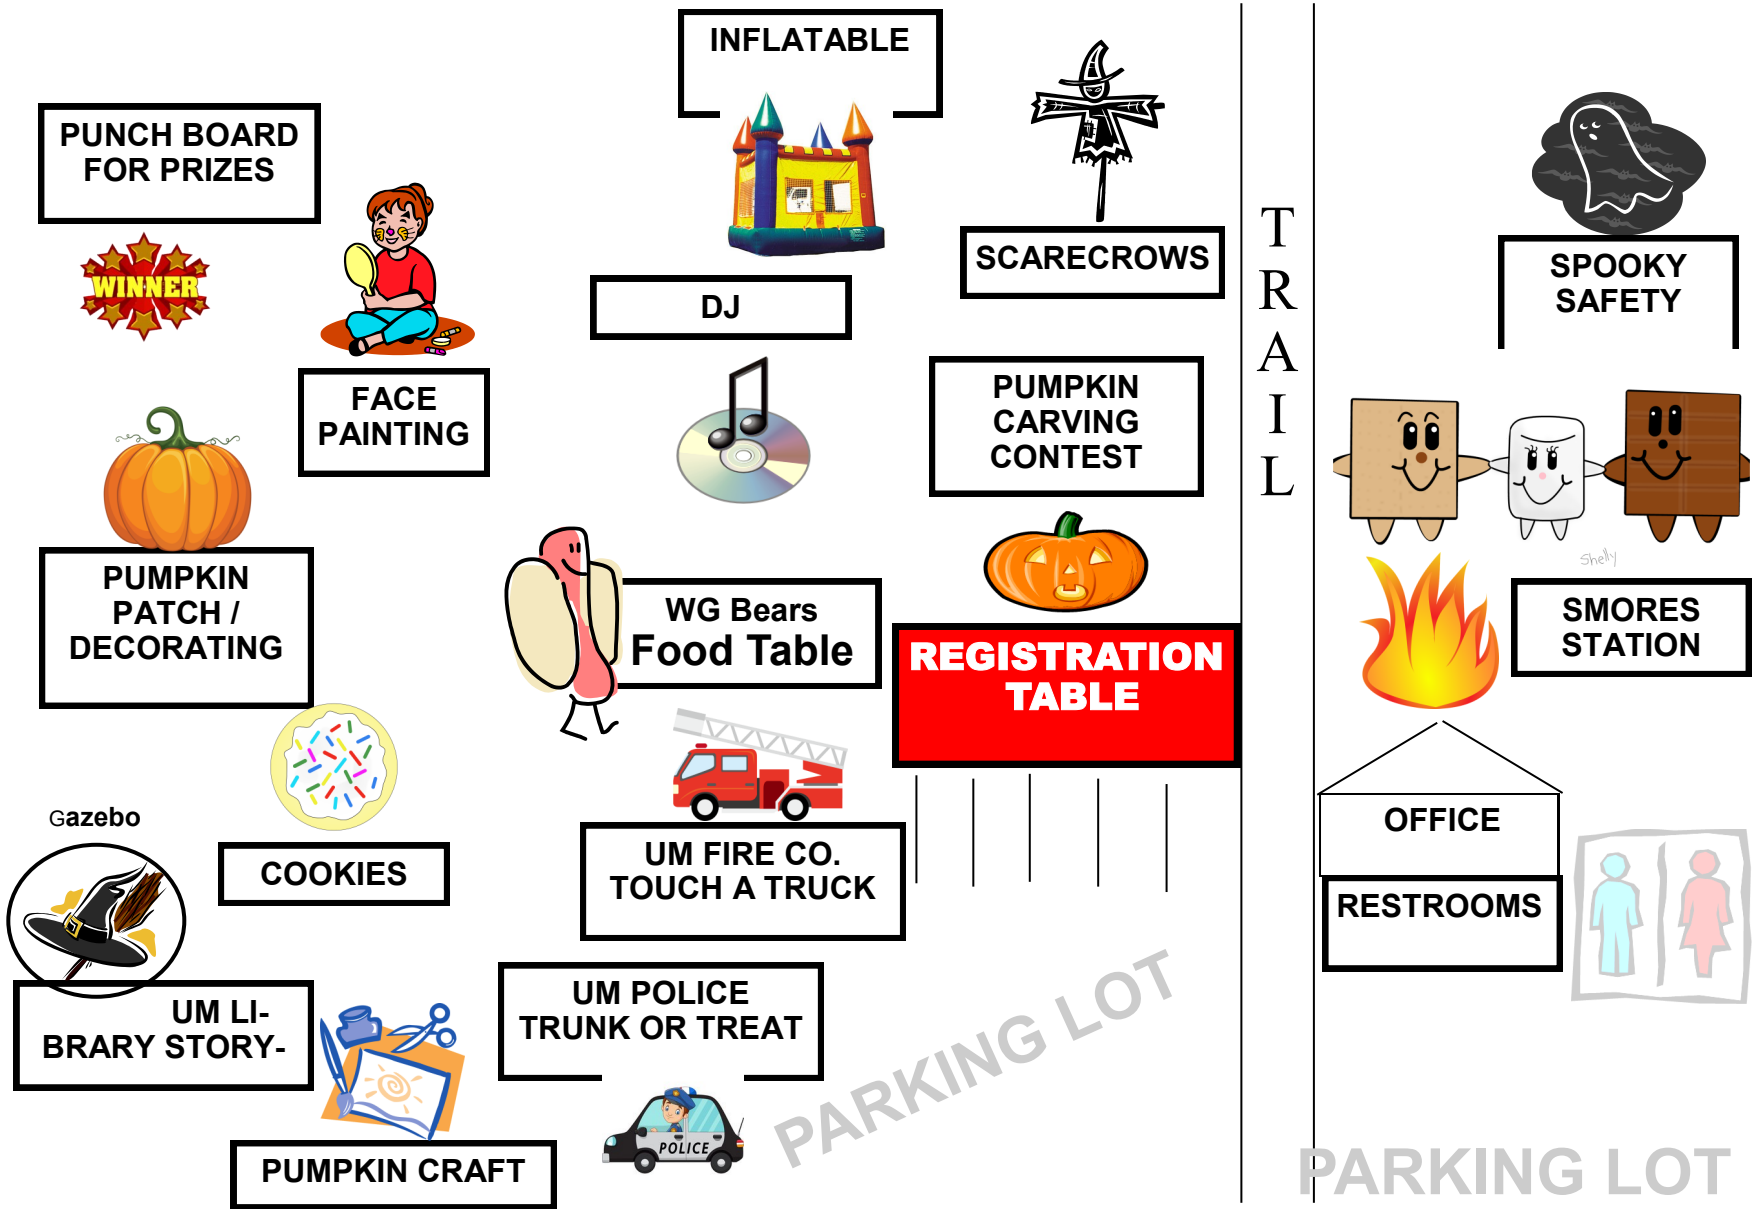 INFLATABLE
PUNCH BOARD
FOR PRIZES
WINNER
SCARECROWS
DJ
FACE
PAINTING
PUMPKIN
CARVING
CONTEST
T
R
A
I
L
SPOOKY
SAFETY
Shelly
PUMPKIN
PATCH /
DECORATING
WG Bears
Food Table
REGISTRATION
TABLE
SMORES
STATION
Gazebo
COOKIES
UM FIRE CO.
TOUCH A TRUCK
OFFICE
RESTROOMS
UM LI-
BRARY STORY-
UM POLICE
TRUNK OR TREAT
POLICE
PUMPKIN CRAFT
PARKING LOT
PARKING LOT